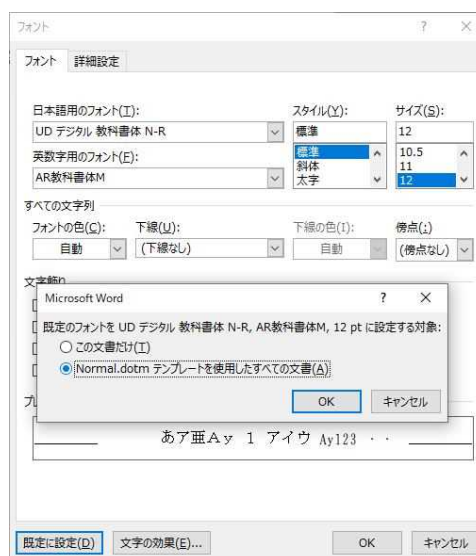 フォント ? ×
フォント 詳細設定
日本語用のフォント(T): スタイル(Y): サイズ(S):
UD デジタル 教科書体 N-R 標準 12
英数字用のフォント(F): 標準 10.5
AR教科書体M 斜体 11
太字 12
すべての文字列
フォントの色(C): 下線(U): 下線の色(I): 傍点(;)
自動 (下線なし) 自動 (傍点なし)
文字飾り
Microsoft Word ? ×
既定のフォントを UD デジタル 教科書体 N-R, AR教科書体M, 12 pt に設定する対象:
この文書だけ(T)
Normal.dotm テンプレートを使用したすべての文書(A)
OK キャンセル
プ
あア亜Ay 1 アイウ Ay123 ・・
既定に設定(D) 文字の効果(E)... OK キャンセル